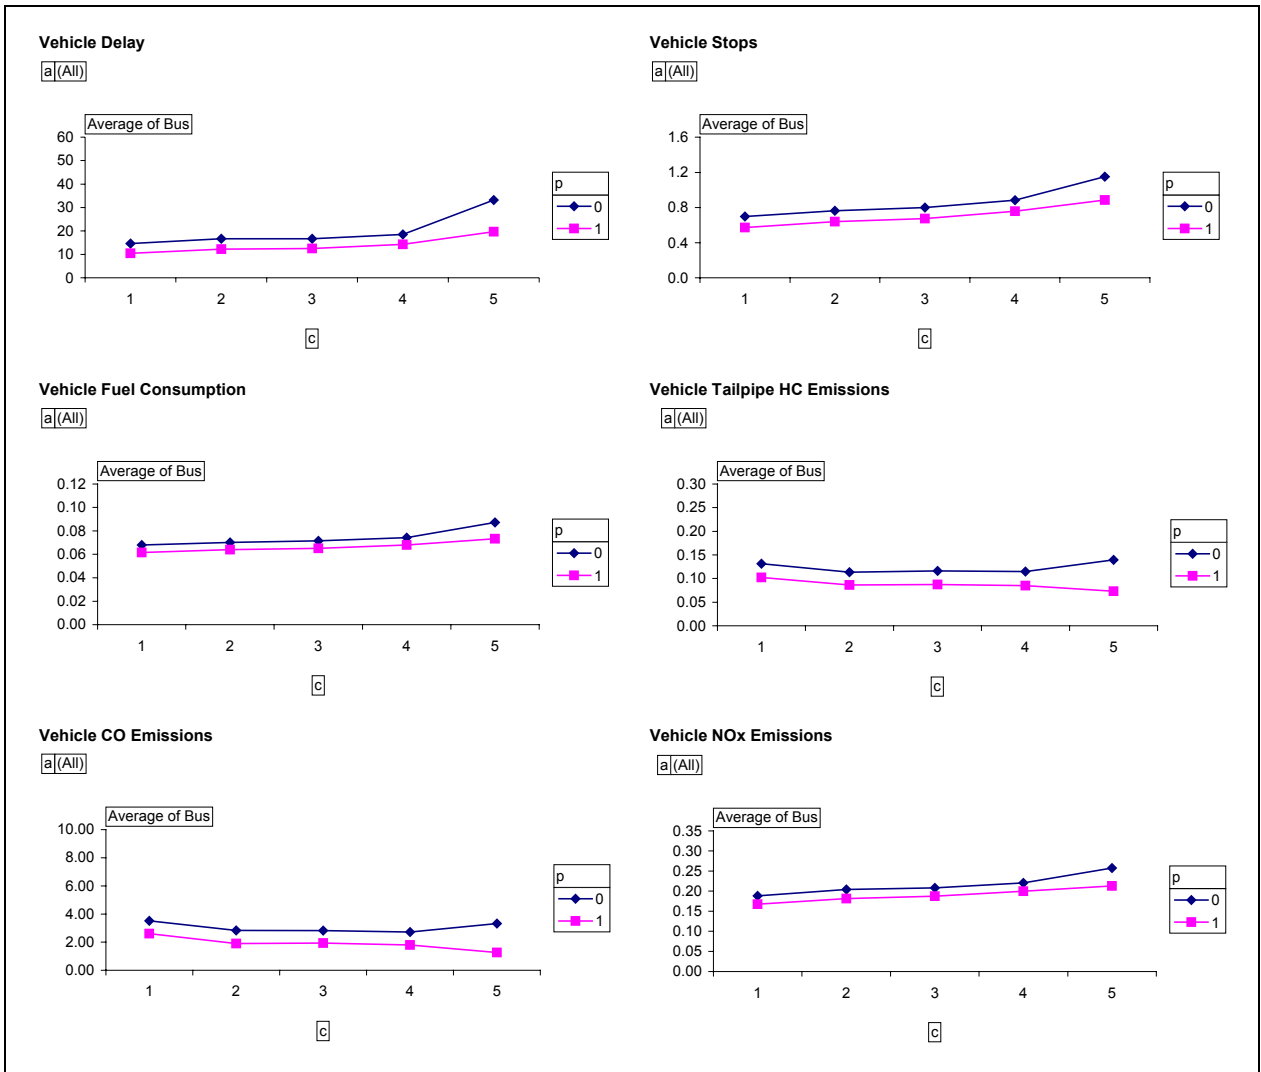 Vehicle Delay
a (All)
Average of Bus
60
50
40
30
20
10
0
1 2 3 4 5
c
p
0
1
Vehicle Stops
a (All)
Average of Bus
1.6
1.2
0.8
0.4
0.0
1 2 3 4 5
c
p
0
1
Vehicle Fuel Consumption
a (All)
Average of Bus
0.12
0.10
0.08
0.06
0.04
0.02
0.00
1 2 3 4 5
c
p
0
1
Vehicle Tailpipe HC Emissions
a (All)
Average of Bus
0.30
0.25
0.20
0.15
0.10
0.05
0.00
1 2 3 4 5
c
p
0
1
Vehicle CO Emissions
a (All)
Average of Bus
10.00
8.00
6.00
4.00
2.00
0.00
1 2 3 4 5
c
p
0
1
Vehicle NOx Emissions
a (All)
Average of Bus
0.35
0.30
0.25
0.20
0.15
0.10
0.05
0.00
1 2 3 4 5
c
p
0
1